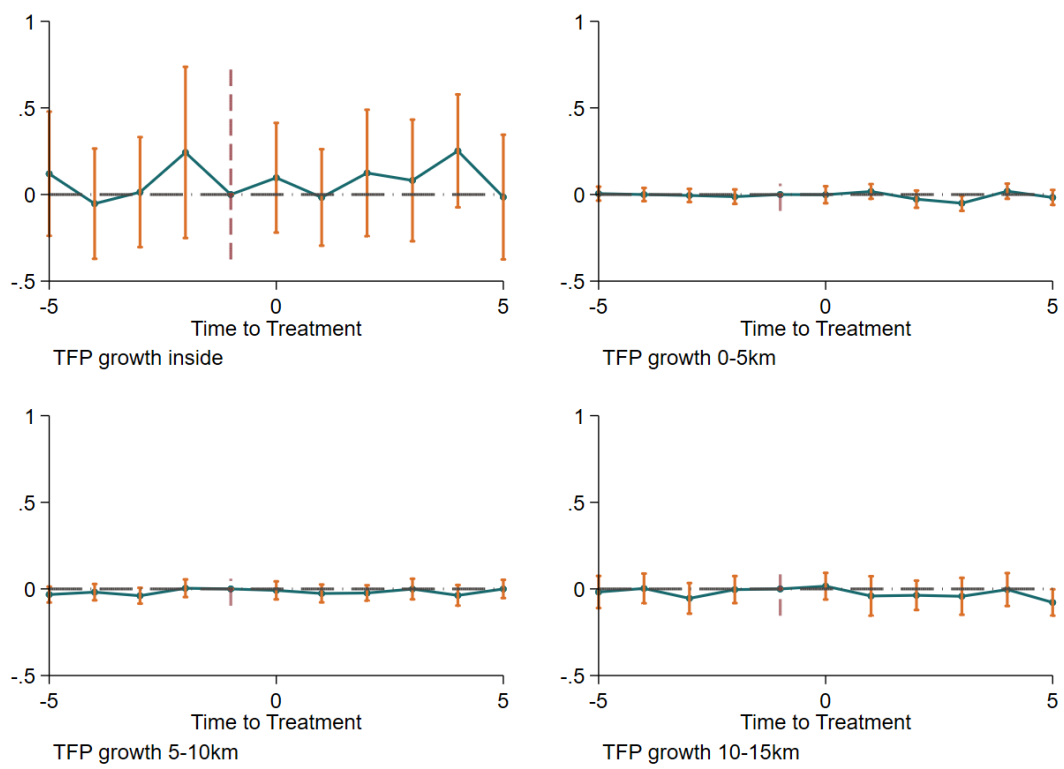 1
.5
0
-.5
-5 0 5
Time to Treatment
TFP growth inside
1
.5
0
-.5
-5 0 5
Time to Treatment
TFP growth 0-5km
1
.5
0
-.5
-5 0 5
Time to Treatment
TFP growth 5-10km
1
.5
0
-.5
-5 0 5
Time to Treatment
TFP growth 10-15km